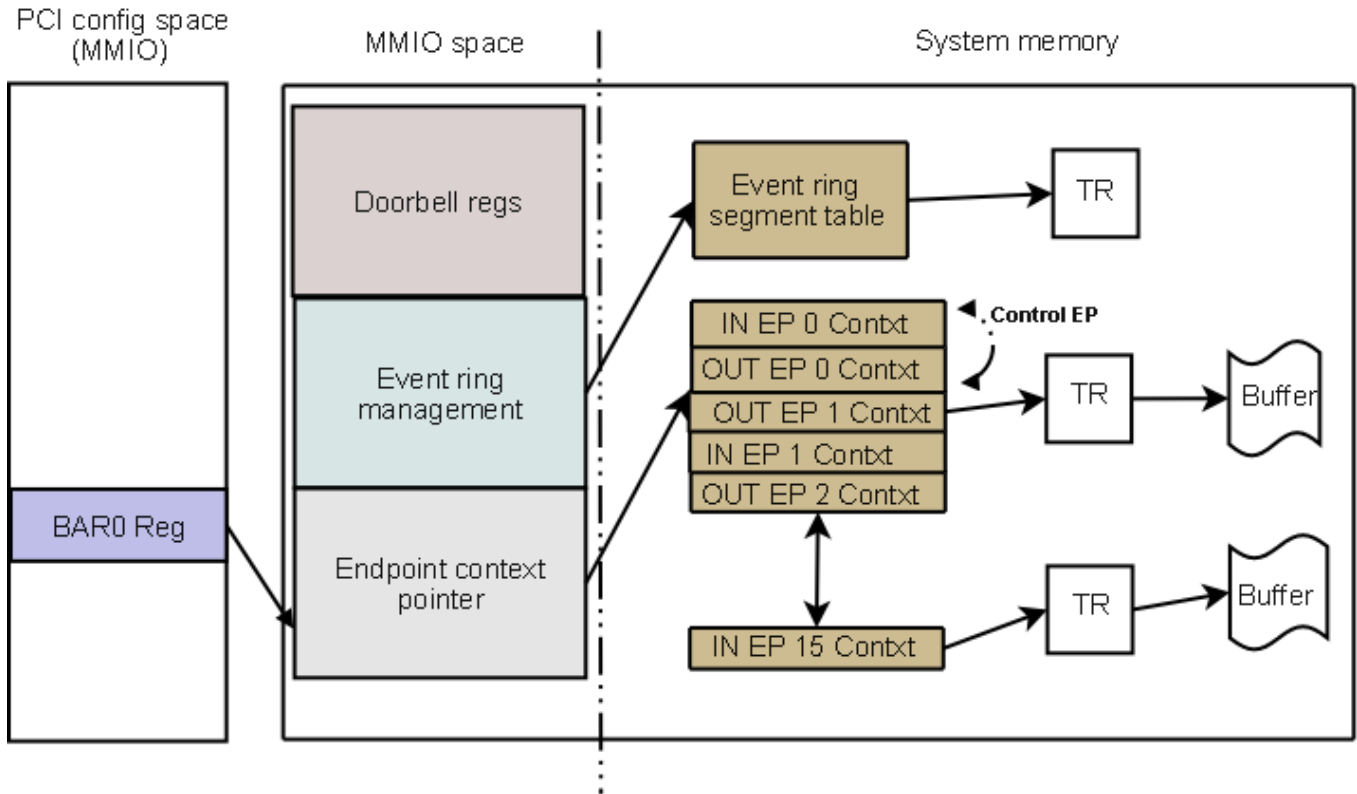 PCI config space
(MMIO)
MMIO space
System memory
Doorbell regs
Event ring
segment table
TR
IN EP 0 Contxt
Control EP
OUT EP 0 Contxt
Event ring
management
OUT EP 1 Contxt
TR
Buffer
IN EP 1 Contxt
OUT EP 2 Contxt
BAR0 Reg
Endpoint context
pointer
IN EP 15 Contxt
TR
Buffer